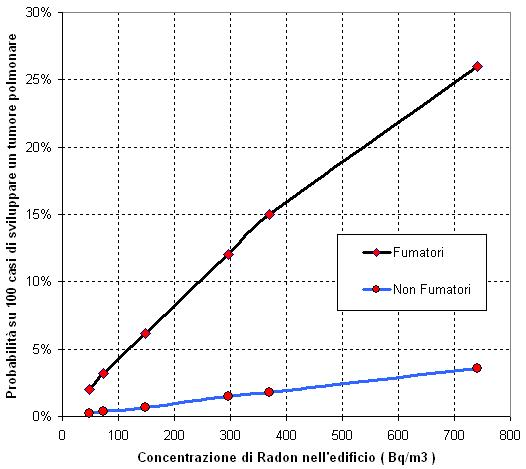 Probabilità su 100 casi di sviluppare un tumore polmonare
30%
25%
20%
15%
10%
5%
0%
Fumatori
Non Fumatori
0 100 200 300 400 500 600 700 800
Concentrazione di Radon nell'edificio ( Bq/m3 )